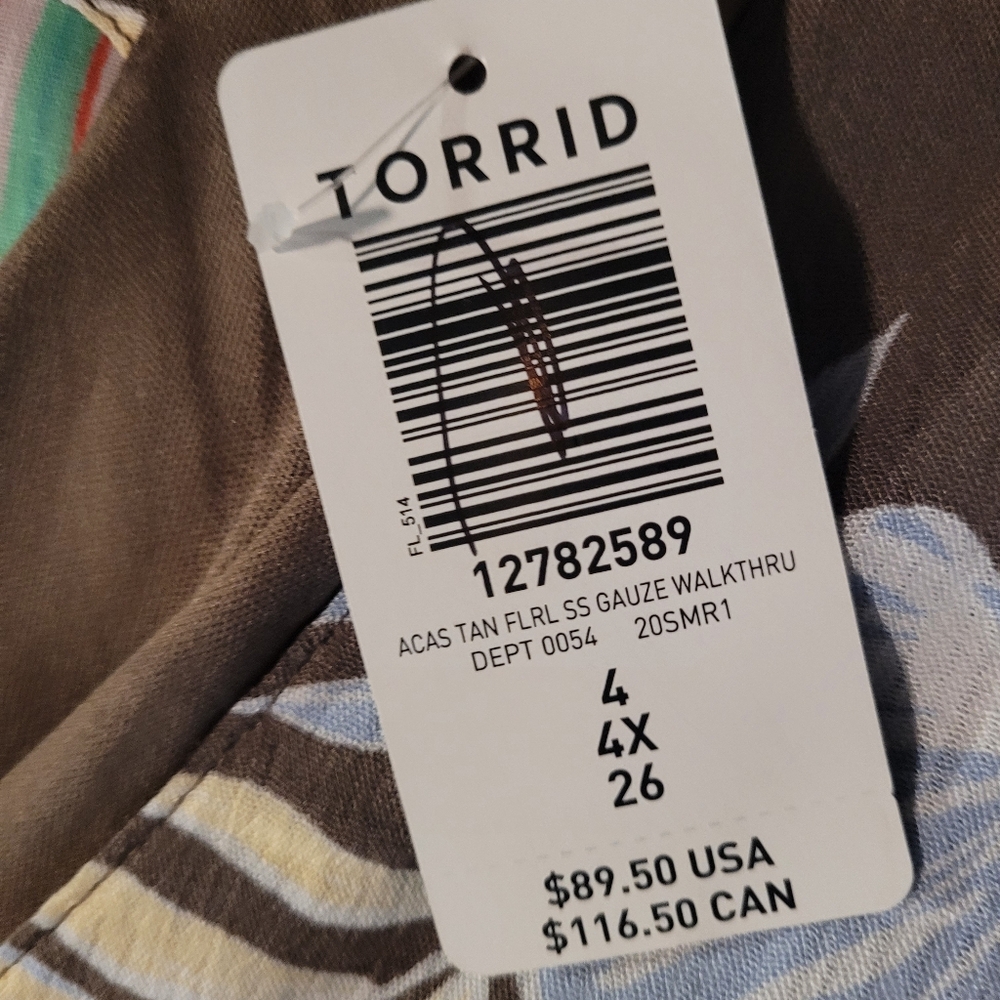 TORRID
FL_514
12782589
ACAS TAN FLRL SS GAUZE WALKTHRU
DEPT 0054 20SMR1
4
4X
26
$89.50 USA
$116.50 CAN